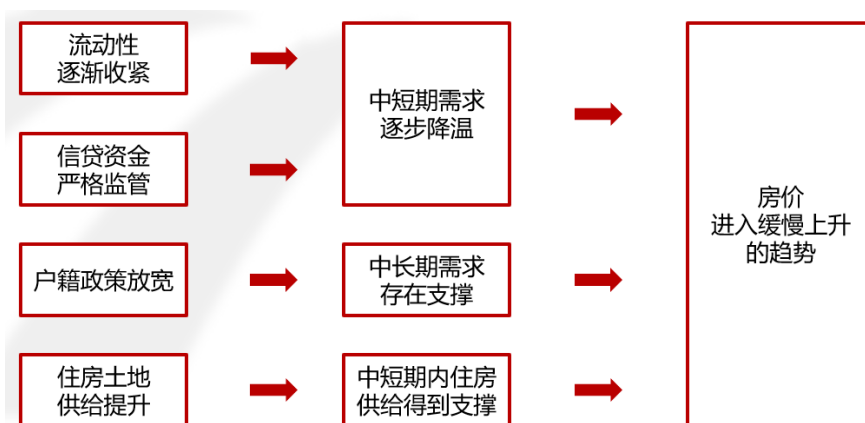 流动性
逐渐收紧
信贷资金
严格监管
户籍政策放宽
住房土地
供给提升
中短期需求
逐步降温
中长期需求
存在支撑
中短期内住房
供给得到支撑
房价
进入缓慢上升
的趋势